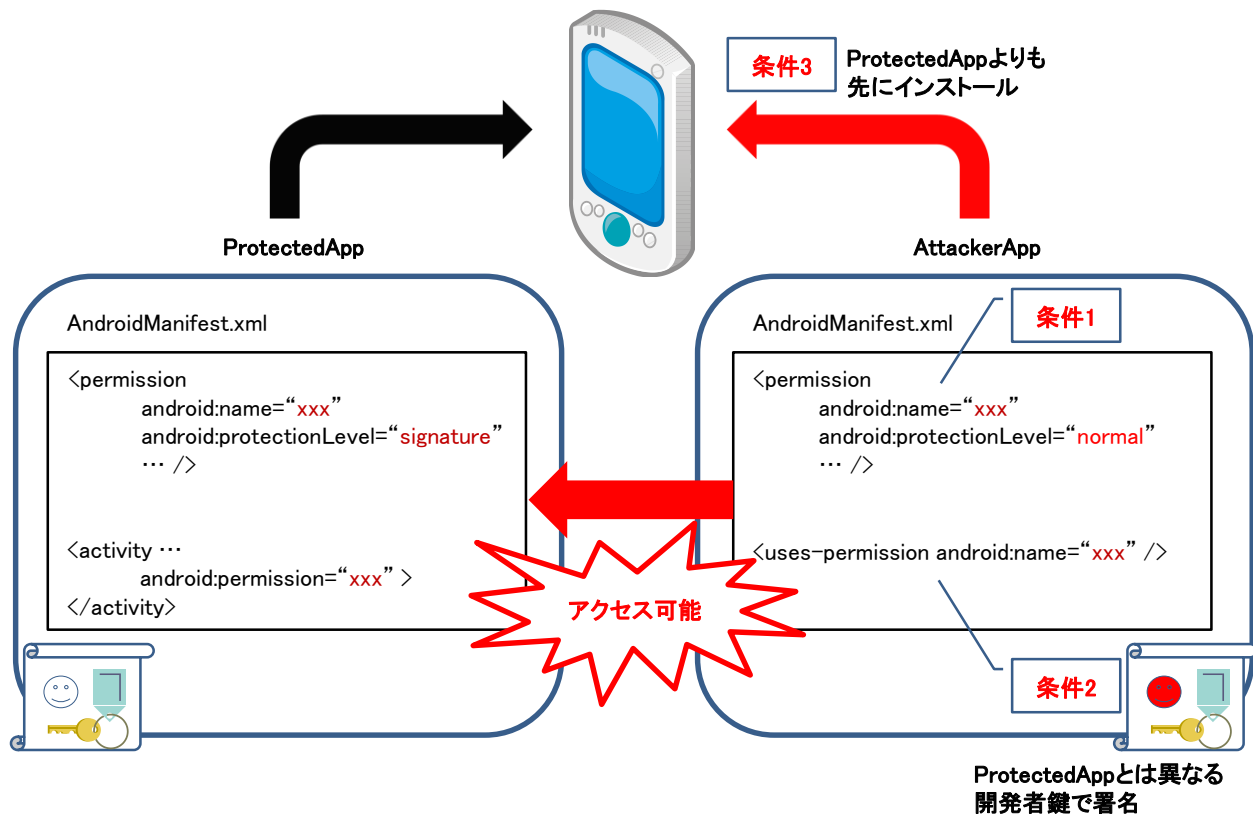 条件3
ProtectedAppよりも
先にインストール
ProtectedApp
AttackerApp
AndroidManifest.xml
<permission
android:name=“xxx”
android:protectionLevel=“signature”
… />
<activity …
android:permission=“xxx” >
</activity>
AndroidManifest.xml
条件1
<permission
android:name=“xxx”
android:protectionLevel=“normal”
… />
<uses-permission android:name=“xxx” />
アクセス可能
条件2
ProtectedAppとは異なる
開発者鍵で署名